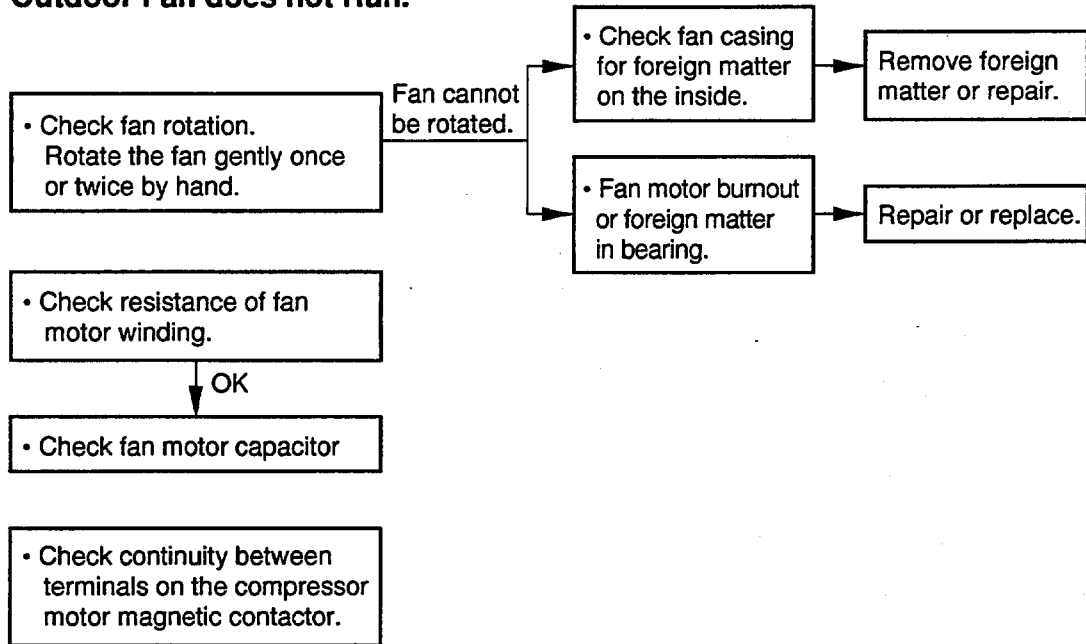 Outdoor Fan does not Run.
• Check fan rotation.
Rotate the fan gently once
or twice by hand.
Fan cannot
be rotated.
• Check fan casing
for foreign matter
on the inside.
Remove foreign
matter or repair.
• Fan motor burnout
or foreign matter
in bearing.
Repair or replace.
• Check resistance of fan
motor winding.
OK
• Check fan motor capacitor
• Check continuity between
terminals on the compressor
motor magnetic contactor.